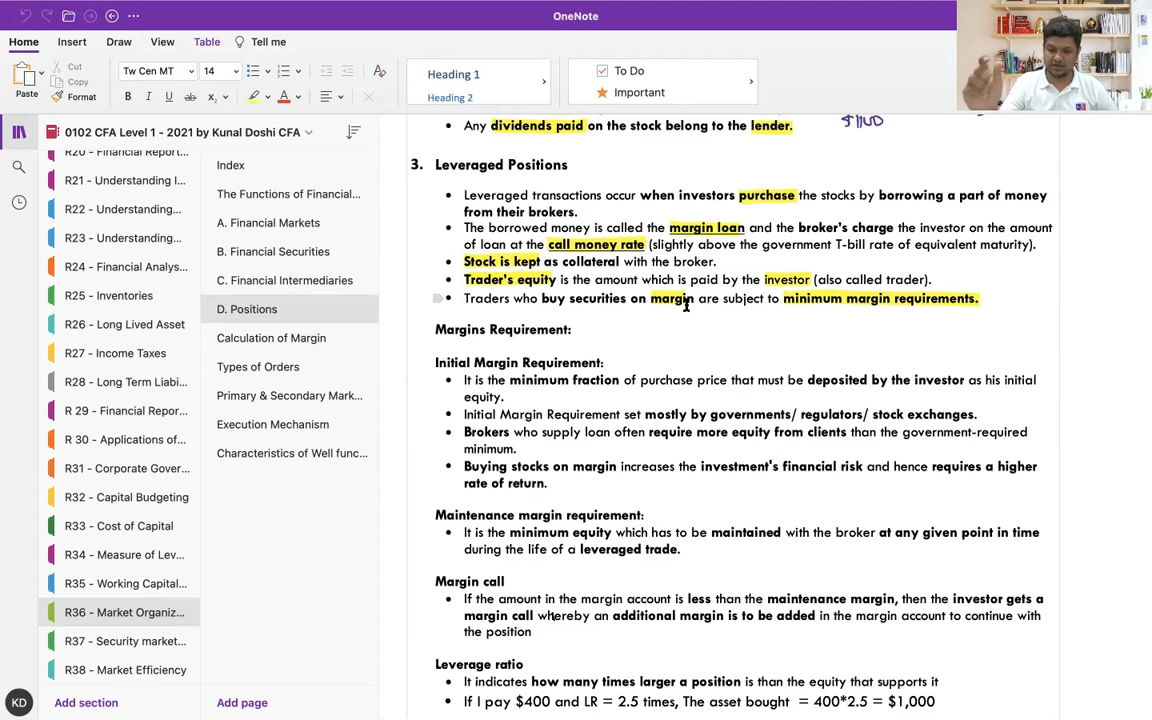 OneNote
Home Insert Draw View Table Tell me
Paste
Cut
Copy
Format
Tw Cen MT 14
B I U ab x₂ A
Heading 1
Heading 2
To Do
Important
0102 CFA Level 1 - 2021 by Kunal Doshi CFA
R20 - Financial Report...
R21 - Understanding I...
R22 - Understanding...
R23 - Understanding...
R24 - Financial Analys...
R25 - Inventories
R26 - Long Lived Asset
R27 - Income Taxes
R28 - Long Term Liabi...
R 29 - Financial Repor...
R 30 - Applications of...
R31 - Corporate Gover...
R32 - Capital Budgeting
R33 - Cost of Capital
R34 - Measure of Lev...
R35 - Working Capital...
R36 - Market Organiz...
R37 - Security market...
R38 - Market Efficiency
KD
Add section
Index
The Functions of Financial...
A. Financial Markets
B. Financial Securities
C. Financial Intermediaries
D. Positions
Calculation of Margin
Types of Orders
Primary & Secondary Mark...
Execution Mechanism
Characteristics of Well func...
Add page
• Any dividends paid on the stock belong to the lender.
3. Leveraged Positions
• Leveraged transactions occur when investors purchase the stocks by borrowing a part of money
from their brokers.
• The borrowed money is called the margin loan and the broker's charge the investor on the amount
of loan at the call money rate (slightly above the government T-bill rate of equivalent maturity).
• Stock is kept as collateral with the broker.
• Trader's equity is the amount which is paid by the investor (also called trader).
• Traders who buy securities on margin are subject to minimum margin requirements.
Margins Requirement:
Initial Margin Requirement:
• It is the minimum fraction of purchase price that must be deposited by the investor as his initial
equity.
• Initial Margin Requirement set mostly by governments/ regulators/ stock exchanges.
• Brokers who supply loan often require more equity from clients than the government-required
minimum.
• Buying stocks on margin increases the investment's financial risk and hence requires a higher
rate of return.
Maintenance margin requirement:
• It is the minimum equity which has to be maintained with the broker at any given point in time
during the life of a leveraged trade.
Margin call
• If the amount in the margin account is less than the maintenance margin, then the investor gets a
margin call whereby an additional margin is to be added in the margin account to continue with
the position
Leverage ratio
• It indicates how many times larger a position is than the equity that supports it
• If I pay $400 and LR = 2.5 times, The asset bought = 400*2.5 = $1,000